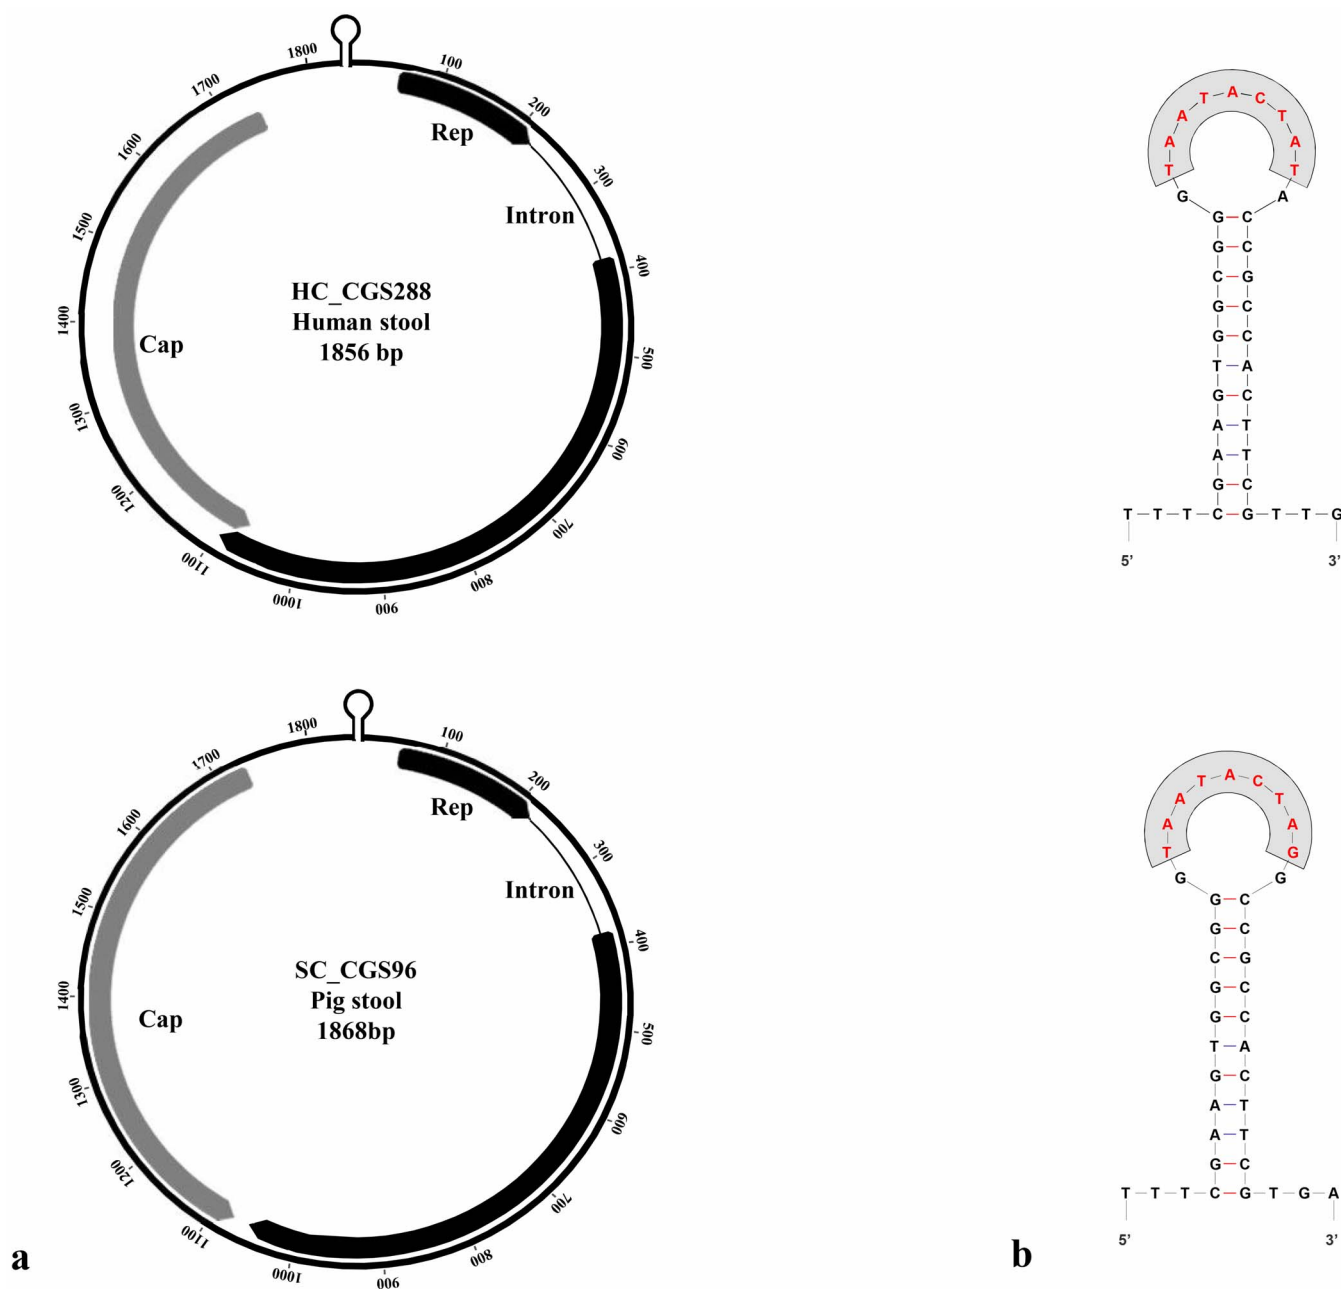 1800
100
1700
200
Rep
1600
300
Intron
1500
400
HC_CGS288
Human stool
1856 bp
1400
Cap
500
1300
600
1200
700
1100
800
1000
900
T A A T A C T A T
G A
G C
G C
C G
G C
G C
T A
G C
A T
A T
G C
T T T C G T T G
5’ 3’
1800
100
1700
200
Rep
1600
300
Intron
1500
400
SC_CGS96
Pig stool
1868bp
1400
Cap
500
1300
600
1200
700
1100
800
1000
900
T A A T A C T A G
G G
G C
G C
C G
G C
G C
T A
G C
A T
A T
G C
T T T C G T G A
5’ 3’
a
b